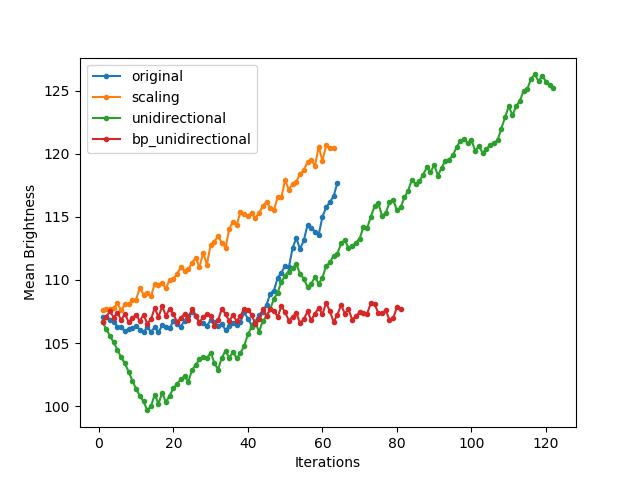 original
scaling
unidirectional
bp_unidirectional
125
120
115
110
105
100
Mean Brightness
0 20 40 60 80 100 120
Iterations